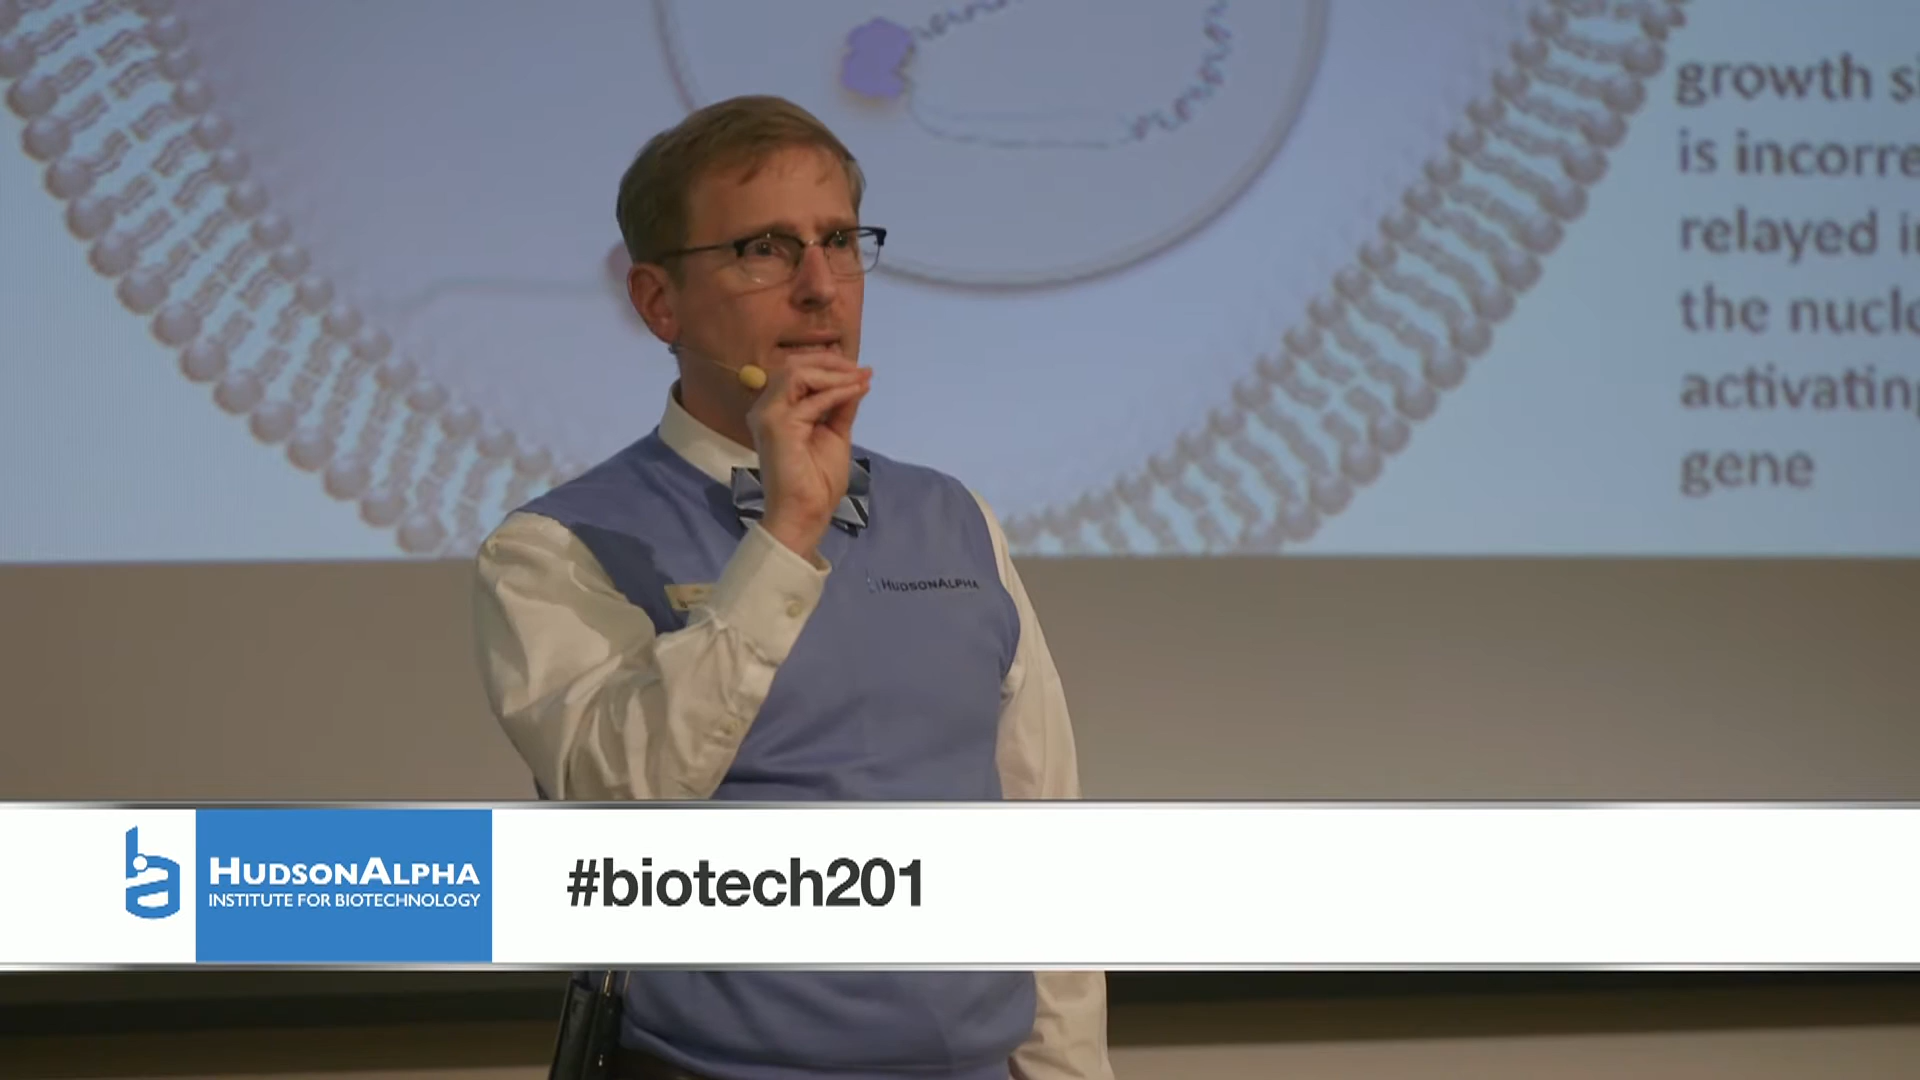 growth
is
relayed
the
gene
HUDSONALPHA
HUDSONALPHA
INSTITUTE FOR BIOTECHNOLOGY
#biotech201